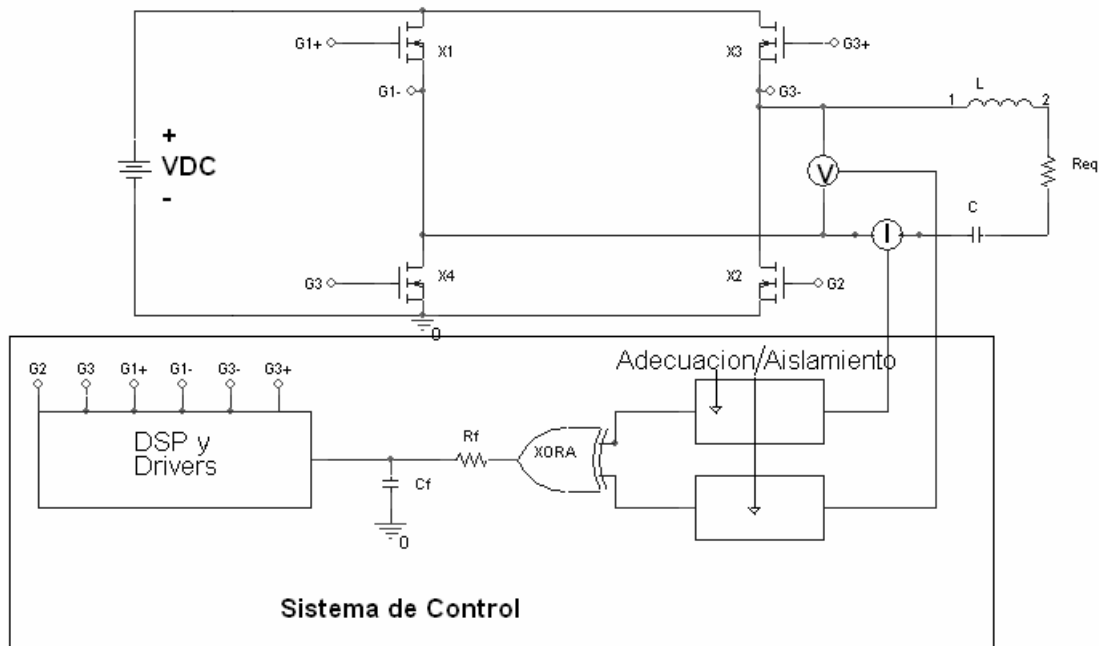 G1+
X1
X3
G3+
G1-
G3-
L
1
2
+
VDC
-
V
Req
C
I
G3
X4
X2
G2
0
Adecuacion/Aislamiento
G2
G3
G1+
G1-
G3-
G3+
DSP y
Drivers
Rf
XORA
Cf
0
Sistema de Control